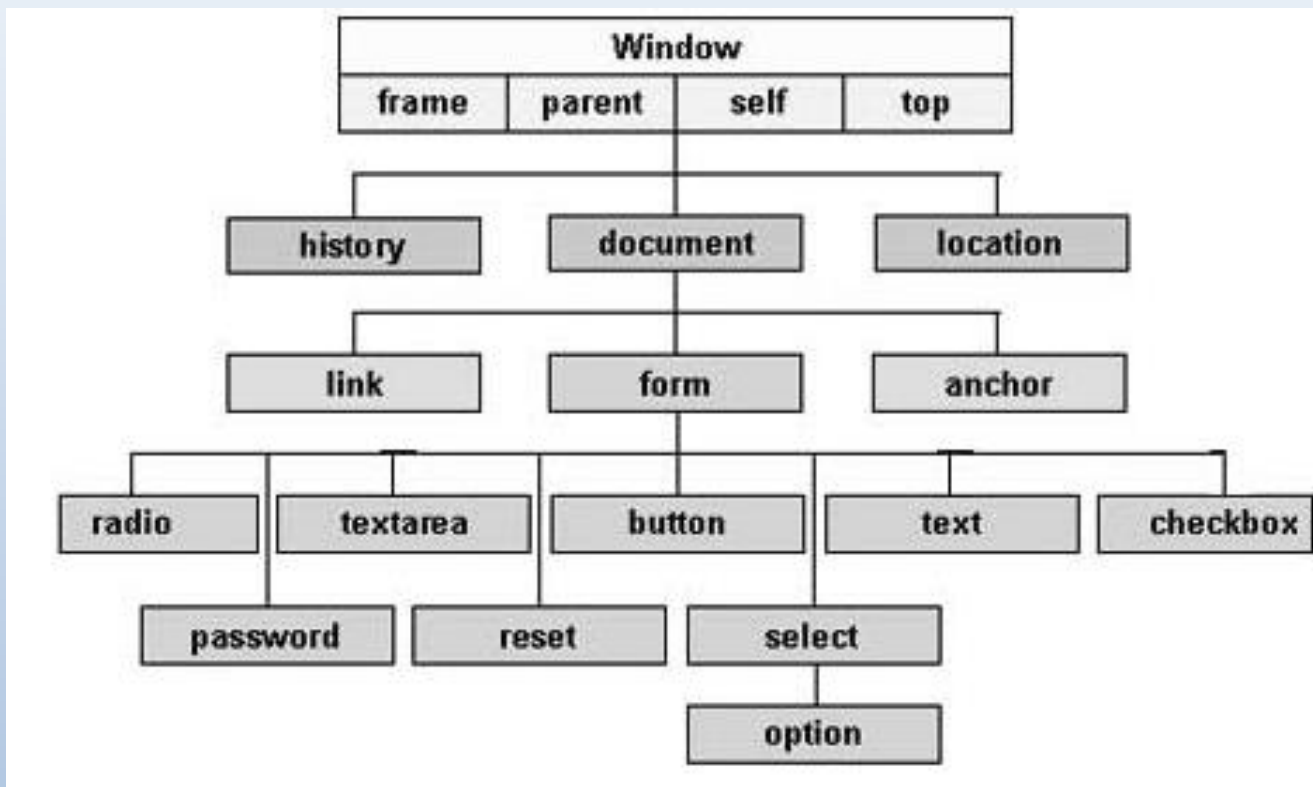 Window
frame parent self top
history document location
link form anchor
radio textarea button text checkbox
password reset select
option